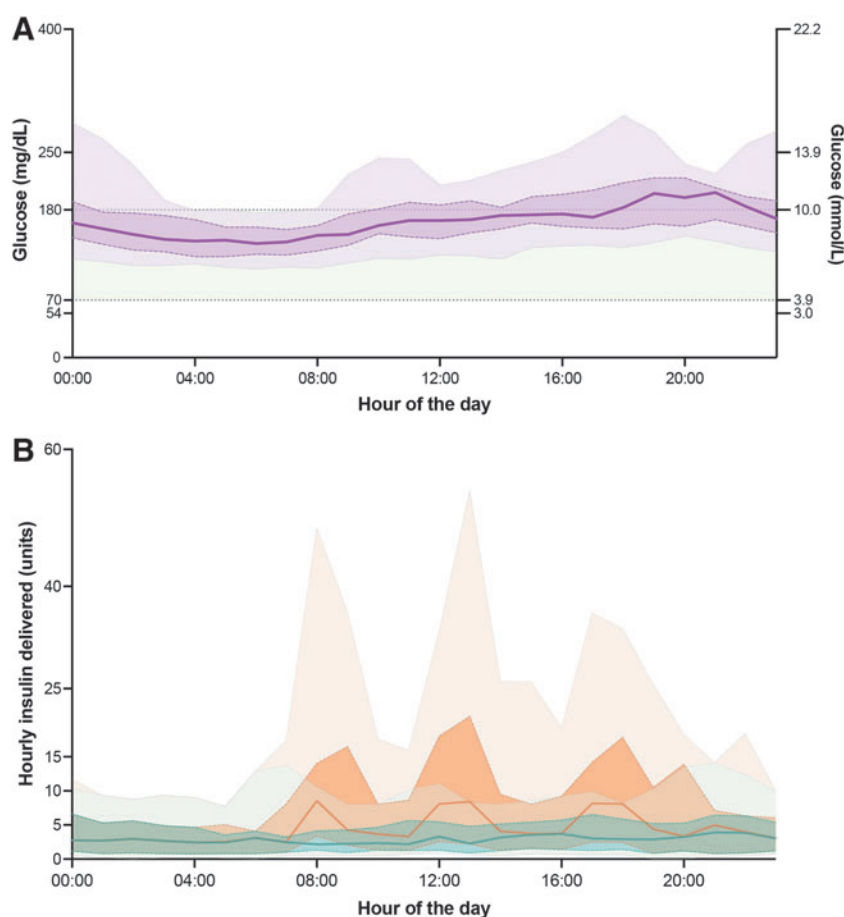 A
400
250
180
70
54
0
Glucose (mg/dL)
22.2
13.9
10.0
3.9
3.0
Glucose (mmol/L)
00:00 04:00 08:00 12:00 16:00 20:00
Hour of the day
B
60
40
25
15
10
5
0
Hourly insulin delivered (units)
00:00 04:00 08:00 12:00 16:00 20:00
Hour of the day